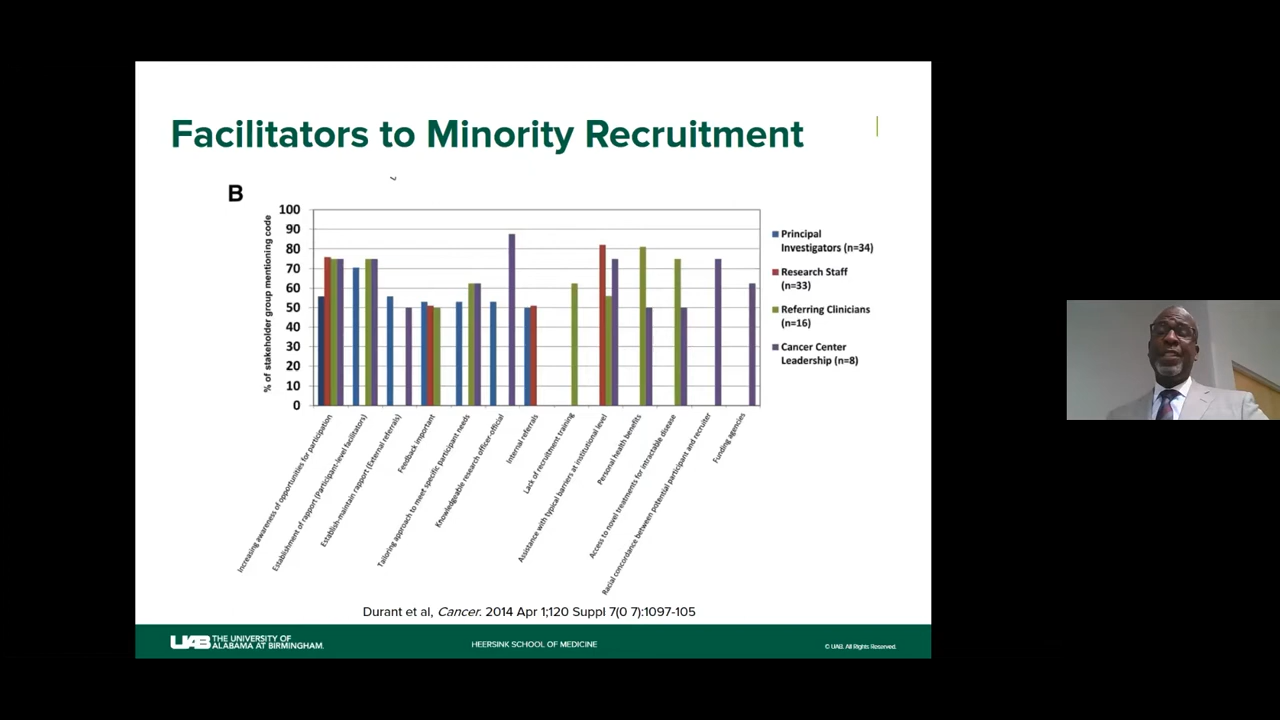 Facilitators to Minority Recruitment
B
% of stakeholder group mentioning code
100
90
80
70
60
50
40
30
20
10
0
Increasing awareness of opportunities for participation
Establishment of rapport (Participant-level facilitators)
Establish-maintain rapport (External referrals)
Feedback important
Tailoring approach to meet specific participant needs
Knowledgeable research officer-official
Internal referrals
Lack of recruitment training
Assistance with typical barriers at institutional level
Personal health benefits
Access to novel treatments for intractable disease
Racial concordance between potential participant and recruiter
Funding agencies
Principal
Investigators (n=34)
Research Staff
(n=33)
Referring Clinicians
(n=16)
Cancer Center
Leadership (n=8)
Durant et al, Cancer. 2014 Apr 1;120 Suppl 7(0 7):1097-105
UAB THE UNIVERSITY OF
ALABAMA AT BIRMINGHAM.
HEERSINK SCHOOL OF MEDICINE
© UAB. All Rights Reserved.